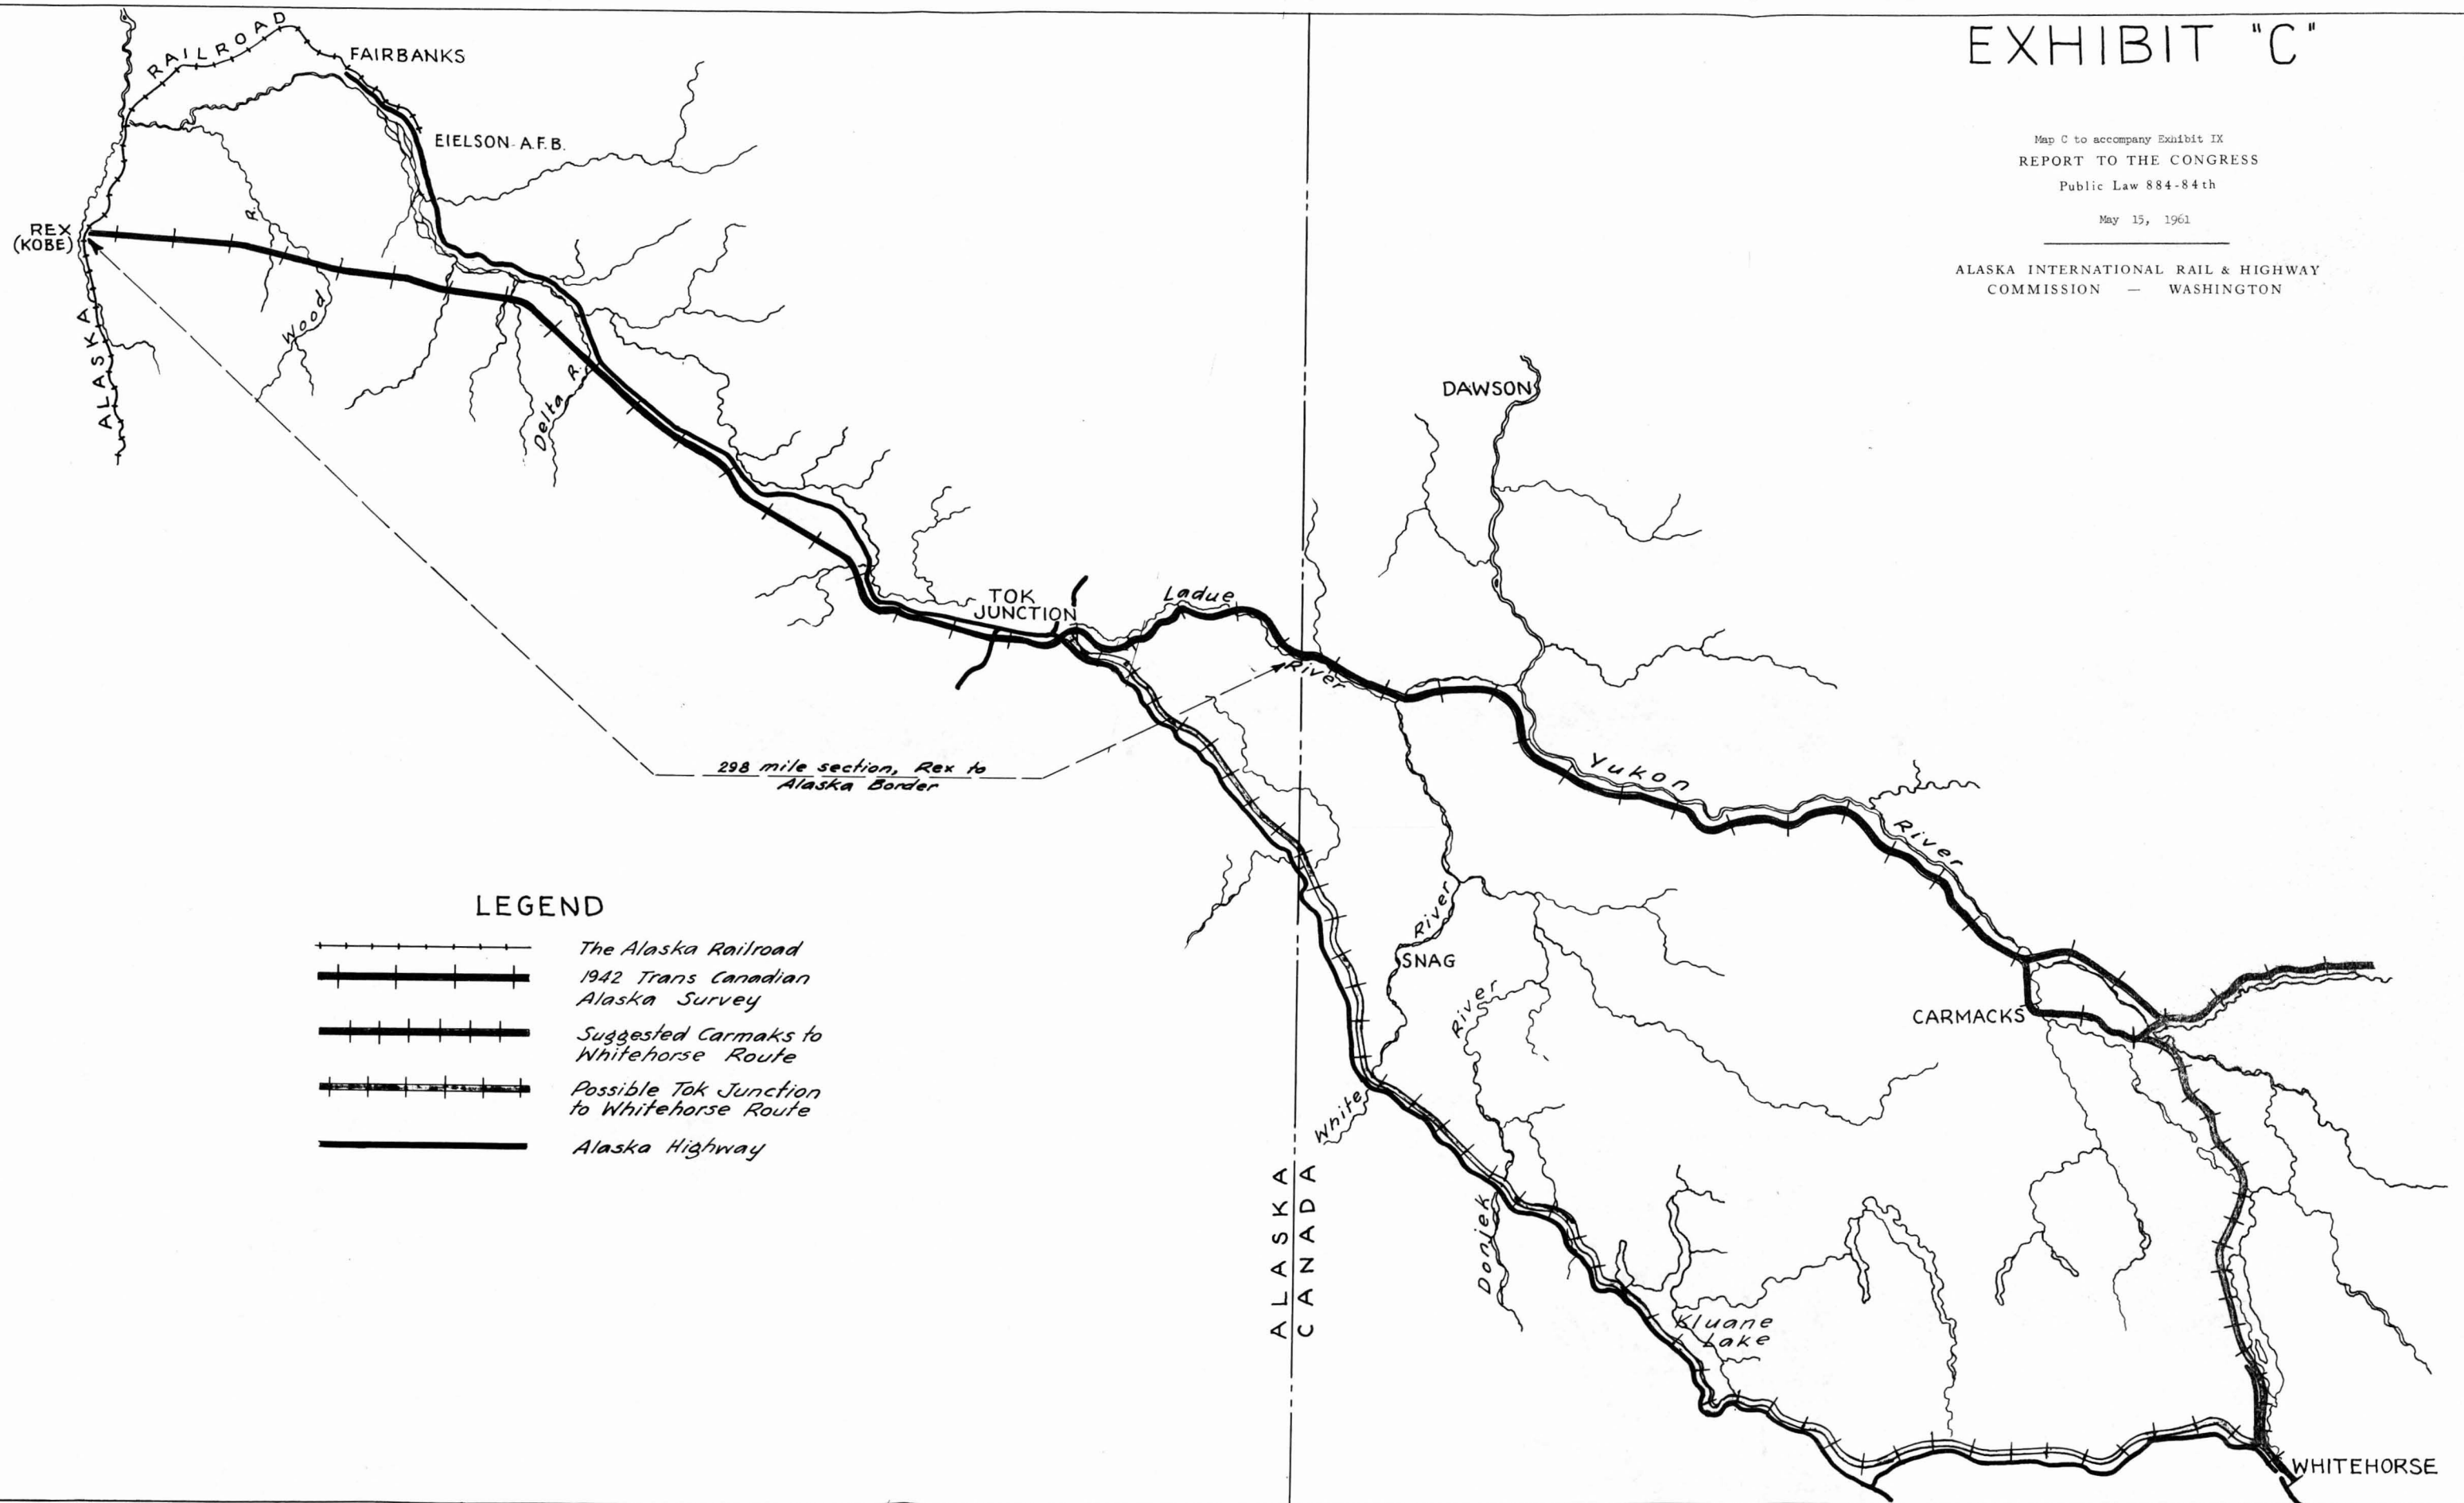 EXHIBIT "C"
Map C to accompany Exhibit IX
REPORT TO THE CONGRESS
Public Law 884-84th
May 15, 1961
ALASKA INTERNATIONAL RAIL & HIGHWAY
COMMISSION — WASHINGTON
RAILROAD
FAIRBANKS
EIELSON A.F.B.
REX
(KOBE)
ALASKA
R.
Wood
Delta R.
DAWSON
TOK
JUNCTION
Ladue
River
298 mile section, Rex to
Alaska Border
Yukon
River
River
SNAG
River
White
Donjek
CARMACKS
Kluane
Lake
WHITEHORSE
ALASKA
CANADA
LEGEND
The Alaska Railroad
1942 Trans Canadian
Alaska Survey
Suggested Carmaks to
Whitehorse Route
Possible Tok Junction
to Whitehorse Route
Alaska Highway